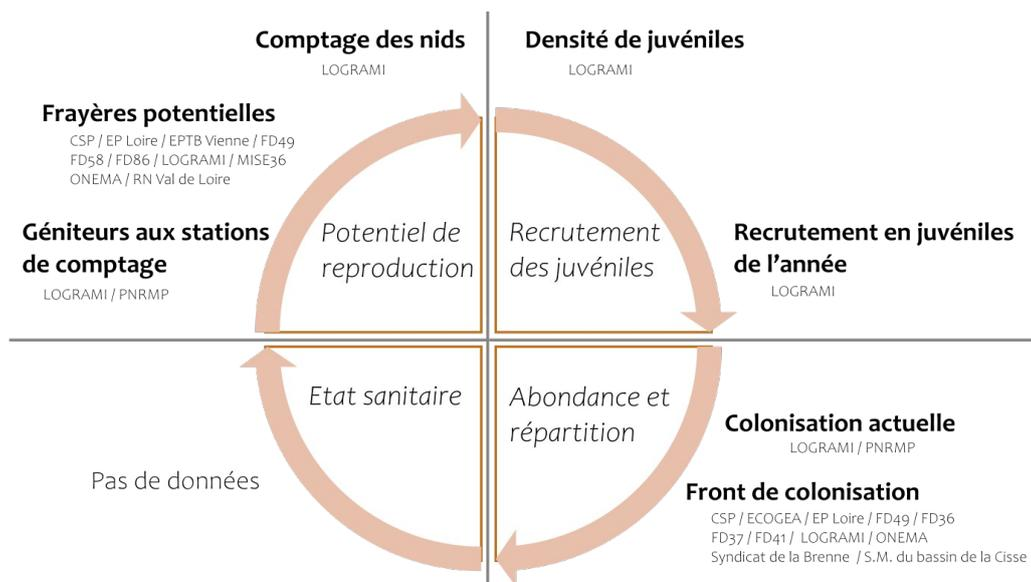 Comptage des nids
LOGRAMI
Densité de juvéniles
LOGRAMI
Frayères potentielles
CSP / EP Loire / EPTB Vienne / FD49
FD58 / FD86 / LOGRAMI / MISE36
ONEMA / RN Val de Loire
Géniteurs aux stations
de comptage
LOGRAMI / PNRMP
Potentiel de
reproduction
Recrutement
des juvéniles
Recrutement en juvéniles
de l'année
LOGRAMI
Etat sanitaire
Pas de données
Abondance et
répartition
Colonisation actuelle
LOGRAMI / PNRMP
Front de colonisation
CSP / ECOGEA / EP Loire / FD49 / FD36
FD37 / FD41 / LOGRAMI / ONEMA
Syndicat de la Brenne / S.M. du bassin de la Cisse